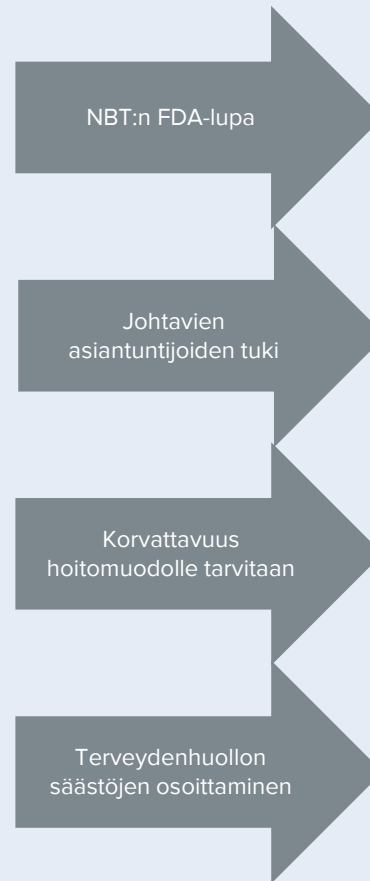 NBT:n FDA-lupa
Johtavien
asiantuntijoiden tuki
Korvattavuus
hoitomuodolle tarvitaan
Terveydenhuollon
säästöjen osoittaminen